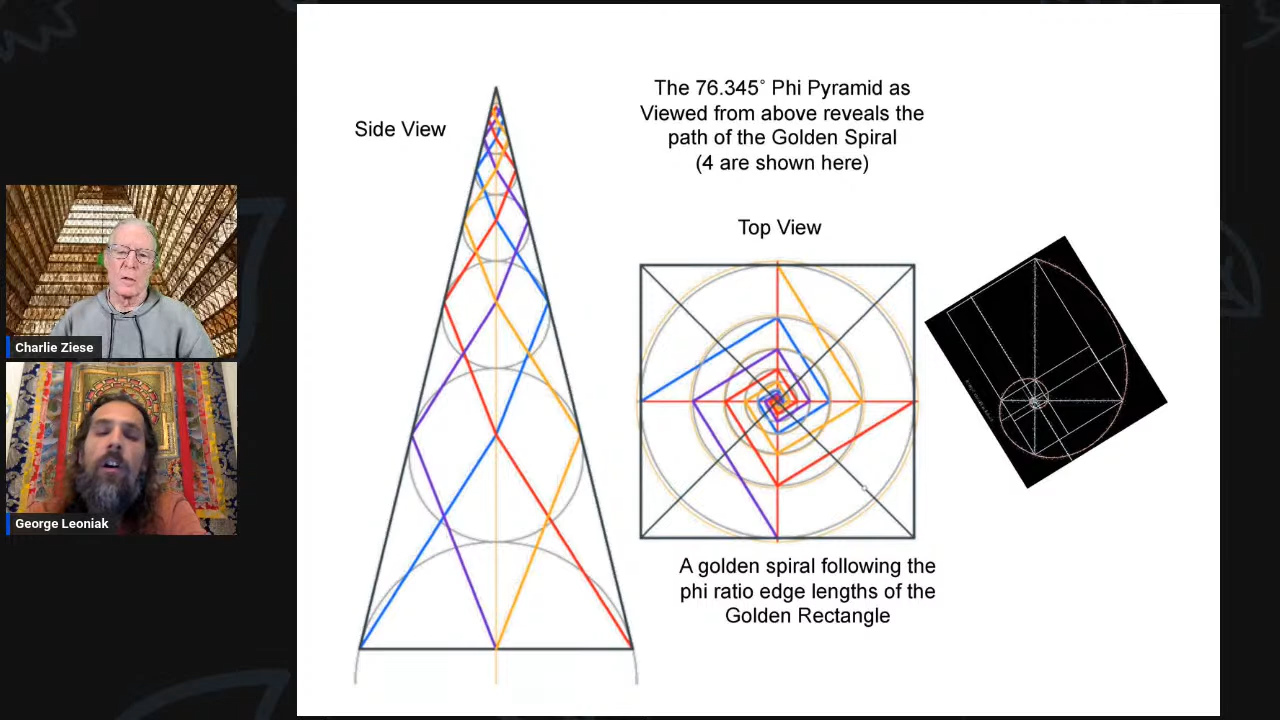 The 76.345° Phi Pyramid as
Viewed from above reveals the
path of the Golden Spiral
(4 are shown here)
Side View
Top View
A golden spiral following the
phi ratio edge lengths of the
Golden Rectangle
Charlie Ziese
George Leoniak